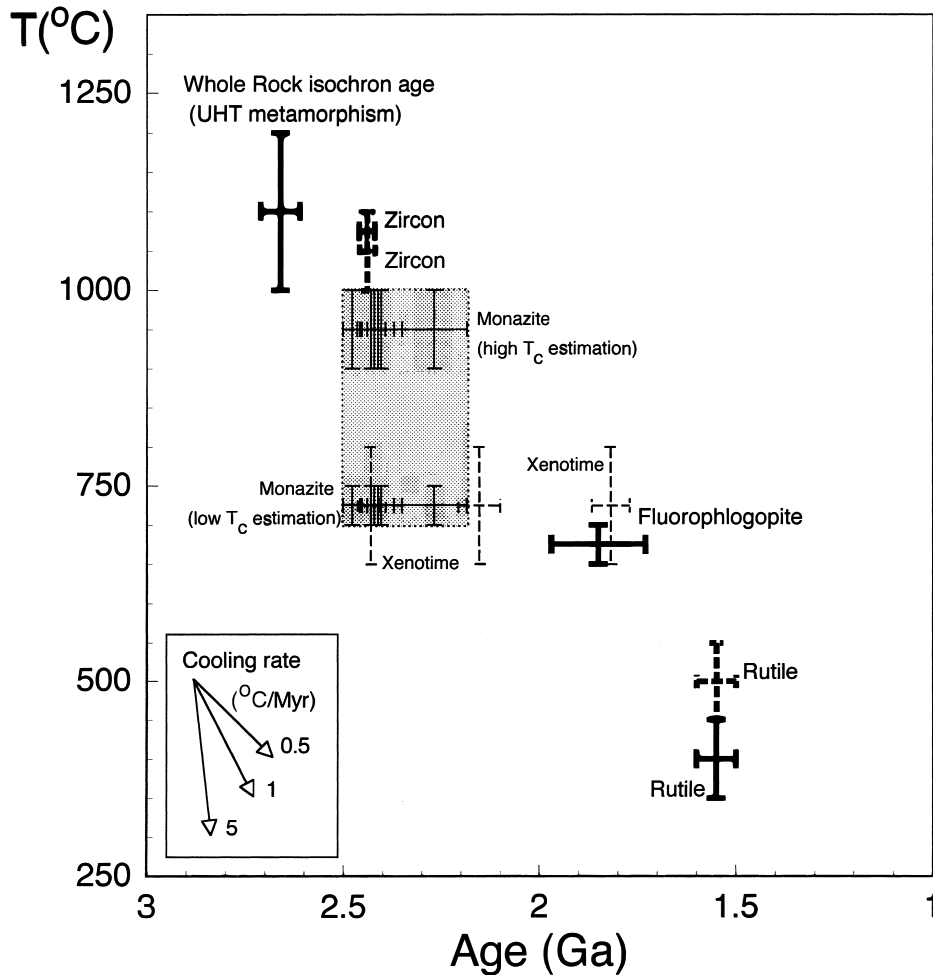 T(°C)
1250
1000
750
500
250
Whole Rock isochron age
(UHT metamorphism)
Zircon
Zircon
Monazite
(high Tc estimation)
Xenotime
Monazite
(low Tc estimation)
Fluorophlogopite
Xenotime
Rutile
Rutile
Cooling rate
(°C/Myr)
0.5
1
5
3
2.5
2
1.5
1
Age (Ga)